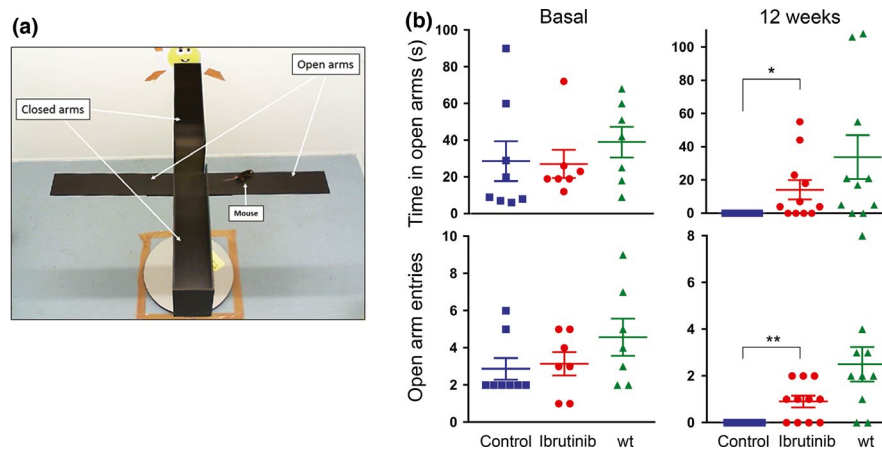 (a)
Open arms
Closed arms
Mouse
(b)
Basal
12 weeks
Time in open arms (s)
100
80
60
40
20
0
100
80
60
40
20
0
*
Open arm entries
10
8
6
4
2
0
8
6
4
2
0
**
Control Ibrutinib wt
Control Ibrutinib wt